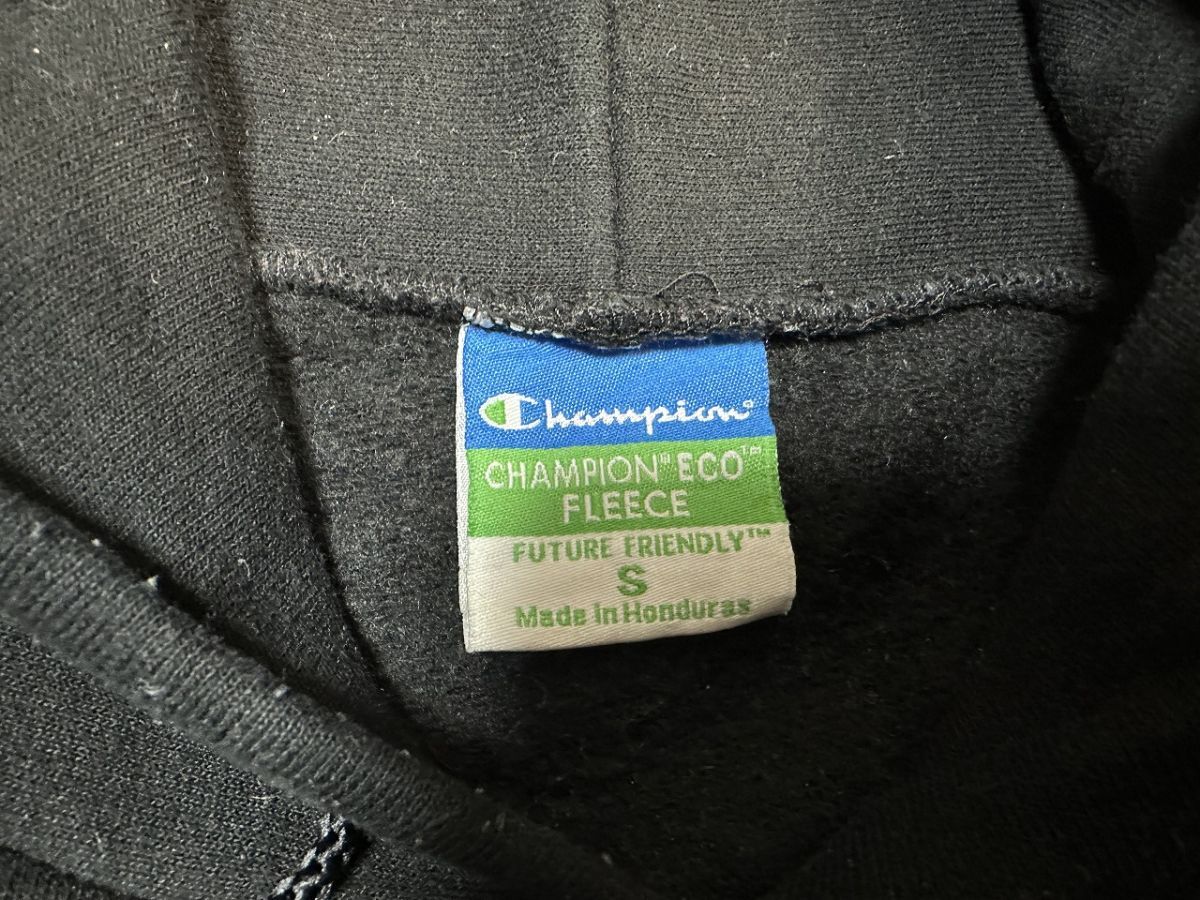 Champion®
CHAMPION® ECO™
FLEECE
FUTURE FRIENDLY™
S
Made in Honduras